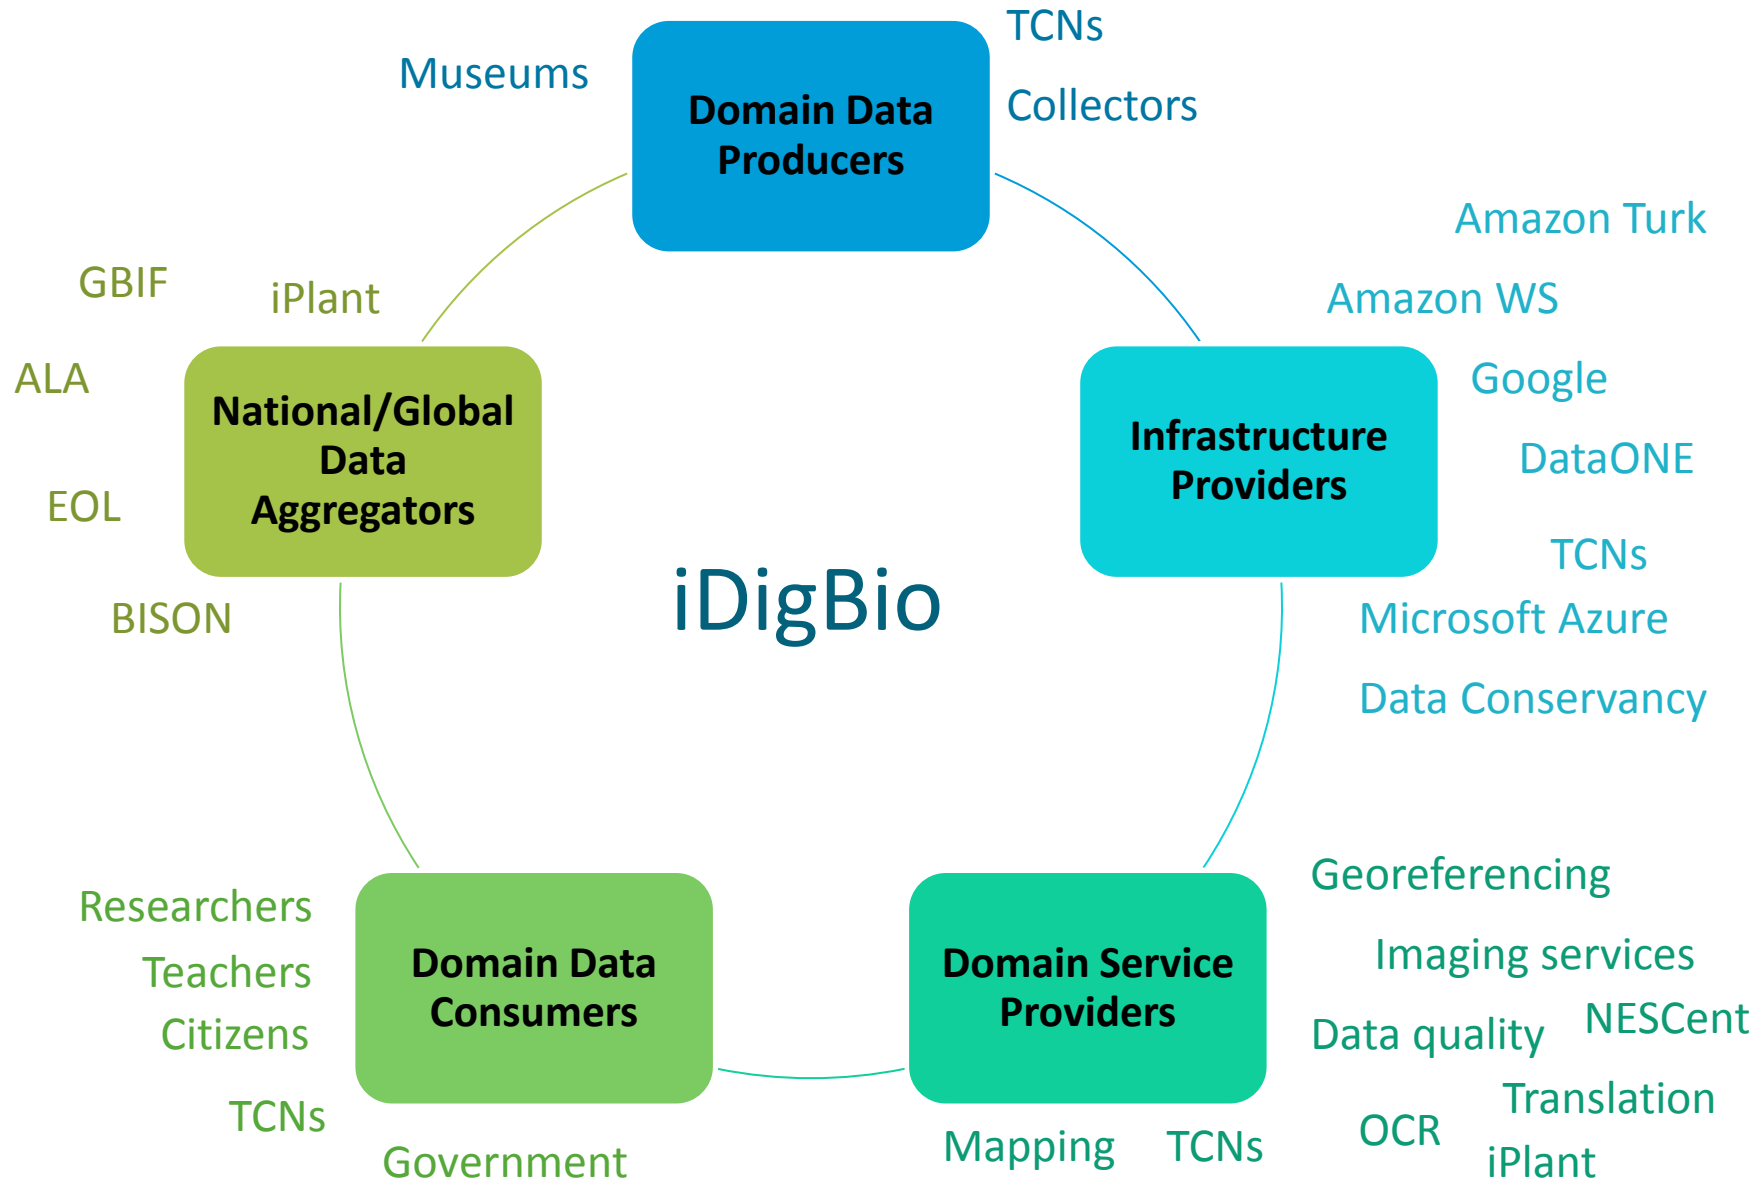 TCNs
Museums
Collectors
Domain Data
Producers
Amazon Turk
Amazon WS
Google
DataONE
TCNs
Microsoft Azure
Data Conservancy
Infrastructure
Providers
GBIF
iPlant
ALA
EOL
BISON
National/Global
Data
Aggregators
iDigBio
Researchers
Teachers
Citizens
TCNs
Government
Domain Data
Consumers
Domain Service
Providers
Georeferencing
Imaging services
NESCent
Data quality
Translation
OCR
iPlant
Mapping
TCNs